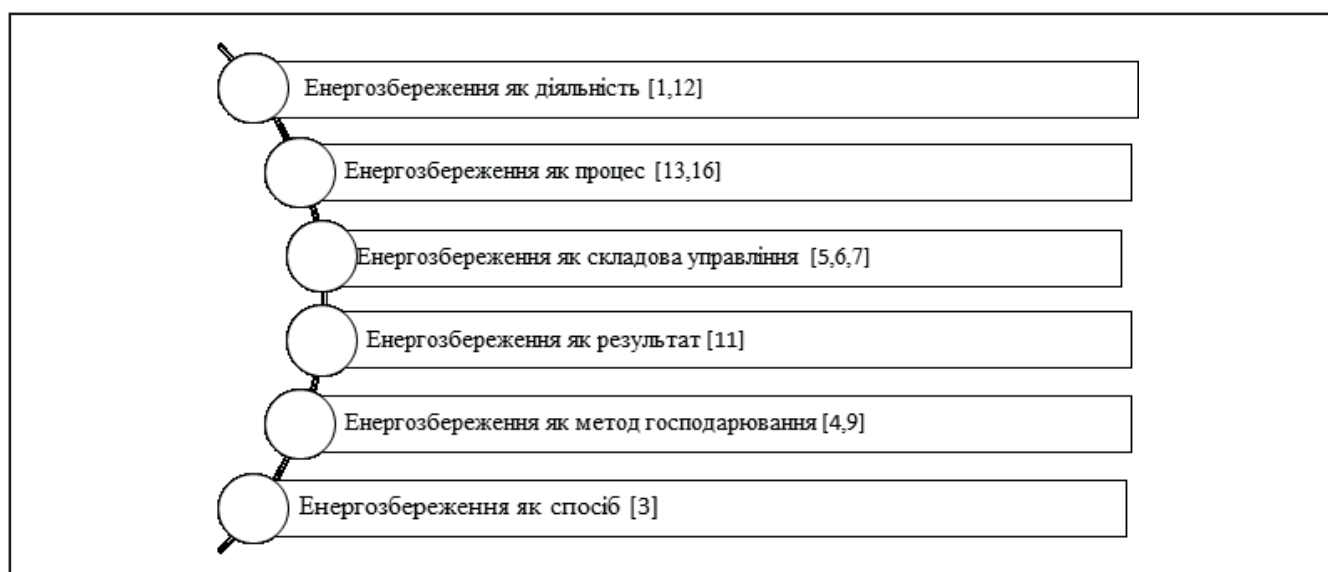 Енергозбереження як діяльність [1,12]
Енергозбереження як процес [13,16]
Енергозбереження як складова управління [5,6,7]
Енергозбереження як результат [11]
Енергозбереження як метод господарювання [4,9]
Енергозбереження як спосіб [3]